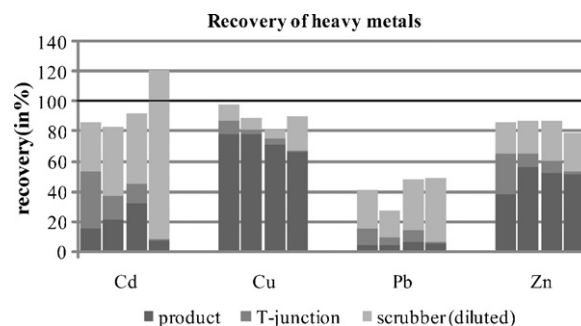 Recovery of heavy metals
140
120
100
80
60
40
20
0
recovery(in%)
Cd Cu Pb Zn
product T-junction scrubber (diluted)